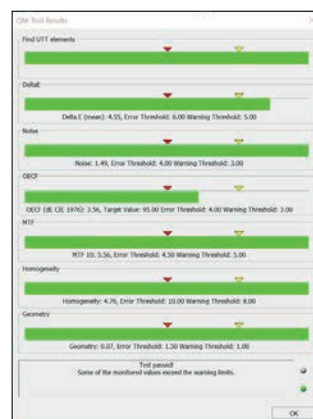 QM-Tool Results
Find UTT elements
DeltaE
Delta E (mean): 4.55, Error Threshold: 6.00 Warning Threshold: 5.00
Noise
Noise: 1.49, Error Threshold: 4.00 Warning Threshold: 3.00
OECF
OECF (dE CIE 1976): 3.56, Target Value: 95.00 Error Threshold: 4.00 Warning Threshold: 3.00
MTF
MTF 10: 5.56, Error Threshold: 4.50 Warning Threshold: 5.00
Homogeneity
Homogeneity: 4.76, Error Threshold: 10.00 Warning Threshold: 8.00
Geometry
Geometry: 0.07, Error Threshold: 1.50 Warning Threshold: 1.00
Test passed!
Some of the monitored values exceed the warning limits.
OK